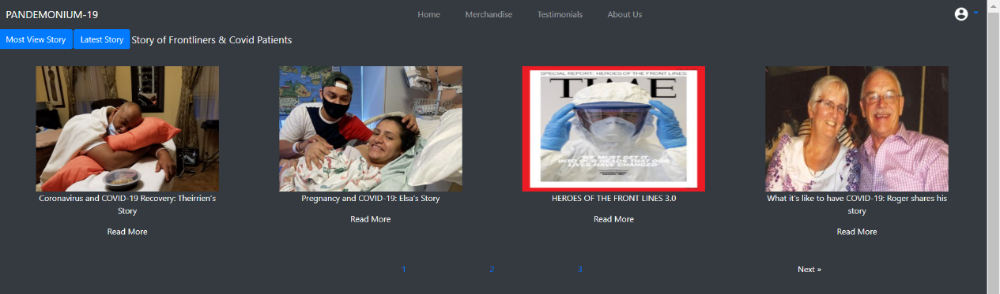 PANDEMONIUM-19
Home Merchandise Testimonials About Us
Most View Story Latest Story Story of Frontliners & Covid Patients
SPECIAL REPORT: HEROES OF THE FRONT LINES
TIME
'WE MUST GET IT
INTO OUR HEADS THAT OUR
LIVES HAVE CHANGED'
Coronavirus and COVID-19 Recovery: Theirrien's
Story
Read More
Pregnancy and COVID-19: Elsa's Story
Read More
HEROES OF THE FRONT LINES 3.0
Read More
What it's like to have COVID-19: Roger shares his
story
Read More
1 2 3 Next »